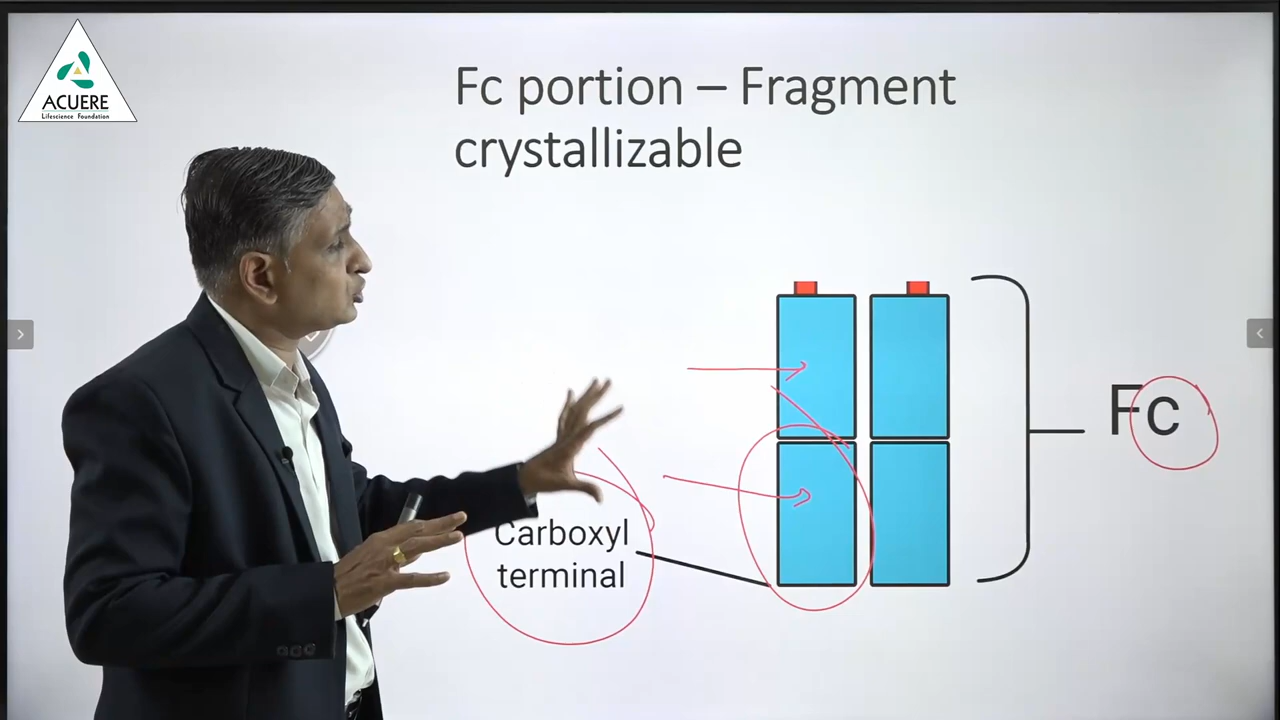 ACUERE
Lifescience Foundation
Fc portion – Fragment
crystallizable
Fc
Carboxyl
terminal